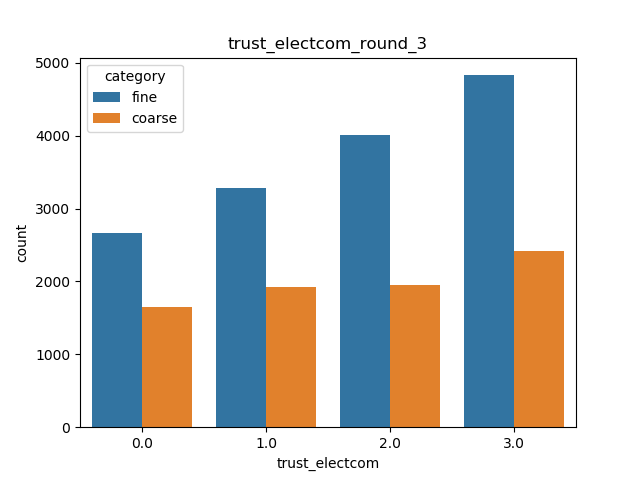 trust_electcom_round_3
category
fine
coarse
count
5000
4000
3000
2000
1000
0
0.0 1.0 2.0 3.0
trust_electcom